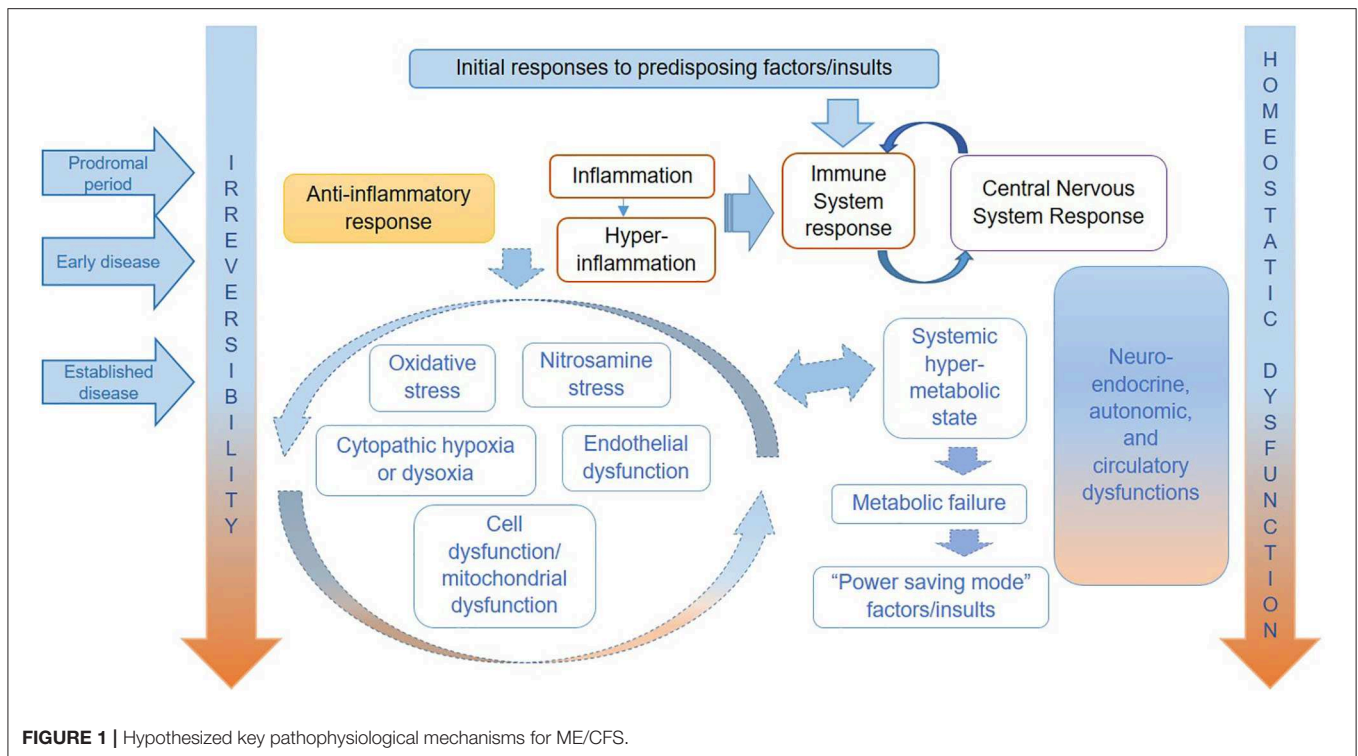 Initial responses to predisposing factors/insults
Prodromal
period
Early disease
Established
disease
IRREVERSIBILITY
Anti-inflammatory
response
Inflammation
Hyper-
inflammation
Immune
System
response
Central Nervous
System Response
Oxidative
stress
Nitrosamine
stress
Cytopathic hypoxia
or dysoxia
Endothelial
dysfunction
Cell
dysfunction/
mitochondrial
dysfunction
Systemic
hyper-
metabolic
state
Metabolic failure
“Power saving mode”
factors/insults
Neuro-
endocrine,
autonomic,
and
circulatory
dysfunctions
HOMEOSTATIC DYSFUNCTION
FIGURE 1 | Hypothesized key pathophysiological mechanisms for ME/CFS.